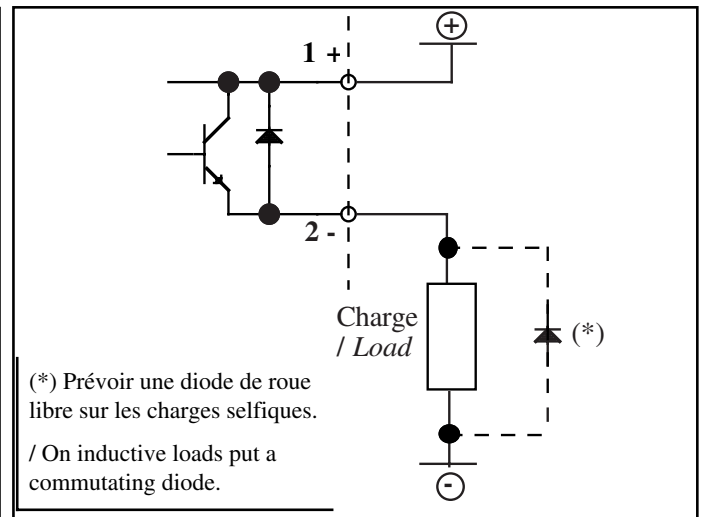 +
1 +
2 -
Charge
/ Load
(*)
(*) Prévoir une diode de roue
libre sur les charges selfiques.
/ On inductive loads put a
commutating diode.
-